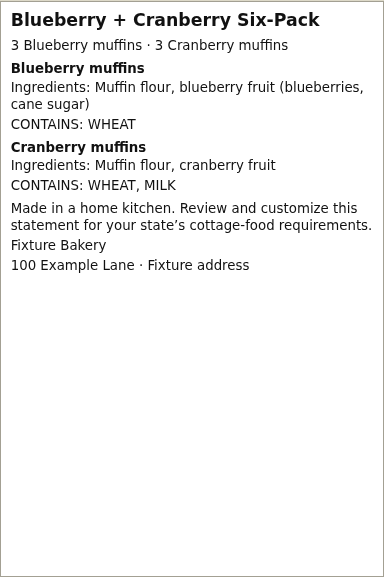 Blueberry + Cranberry Six-Pack
3 Blueberry muffins · 3 Cranberry muffins
Blueberry muffins
Ingredients: Muffin flour, blueberry fruit (blueberries,
cane sugar)
CONTAINS: WHEAT
Cranberry muffins
Ingredients: Muffin flour, cranberry fruit
CONTAINS: WHEAT, MILK
Made in a home kitchen. Review and customize this
statement for your state’s cottage-food requirements.
Fixture Bakery
100 Example Lane · Fixture address